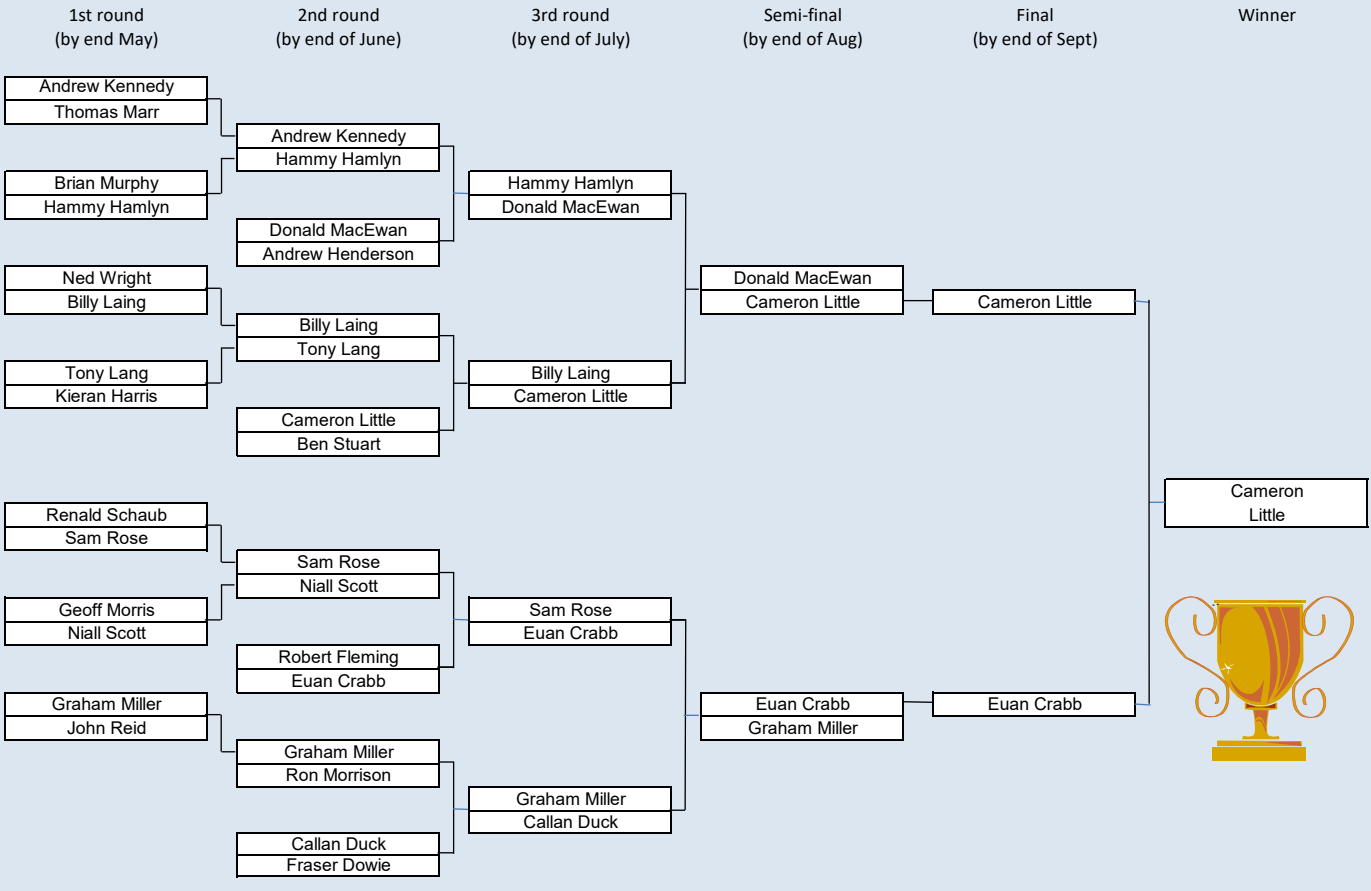 1st round
(by end May)
2nd round
(by end of June)
3rd round
(by end of July)
Semi-final
(by end of Aug)
Final
(by end of Sept)
Winner
Andrew Kennedy
Thomas Marr
Brian Murphy
Hammy Hamlyn
Ned Wright
Billy Laing
Tony Lang
Kieran Harris
Renald Schaub
Sam Rose
Geoff Morris
Niall Scott
Graham Miller
John Reid
Andrew Kennedy
Hammy Hamlyn
Donald MacEwan
Andrew Henderson
Billy Laing
Tony Lang
Cameron Little
Ben Stuart
Sam Rose
Niall Scott
Robert Fleming
Euan Crabb
Graham Miller
Ron Morrison
Callan Duck
Fraser Dowie
Hammy Hamlyn
Donald MacEwan
Billy Laing
Cameron Little
Sam Rose
Euan Crabb
Graham Miller
Callan Duck
Donald MacEwan
Cameron Little
Euan Crabb
Graham Miller
Cameron Little
Euan Crabb
Cameron
Little